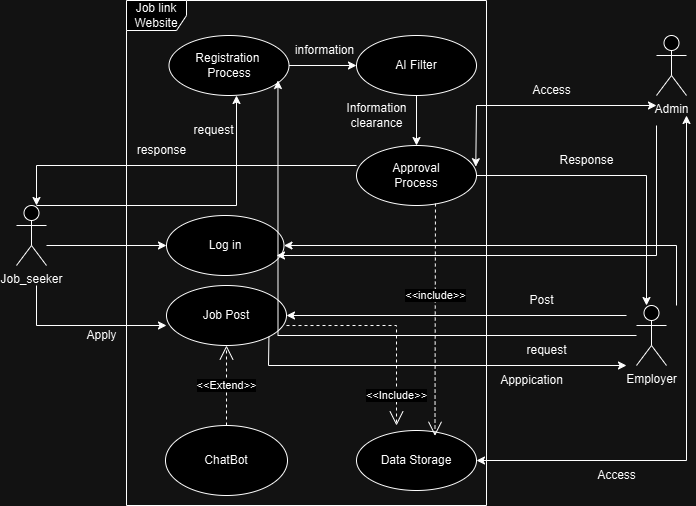 Job link
Website
Registration
Process
information
AI Filter
Information
clearance
Access
Admin
request
response
Approval
Process
Response
Log in
Job_seeker
<<include>>
Post
Job Post
Apply
request
Apppication
Employer
<<Extend>>
<<Include>>
ChatBot
Data Storage
Access